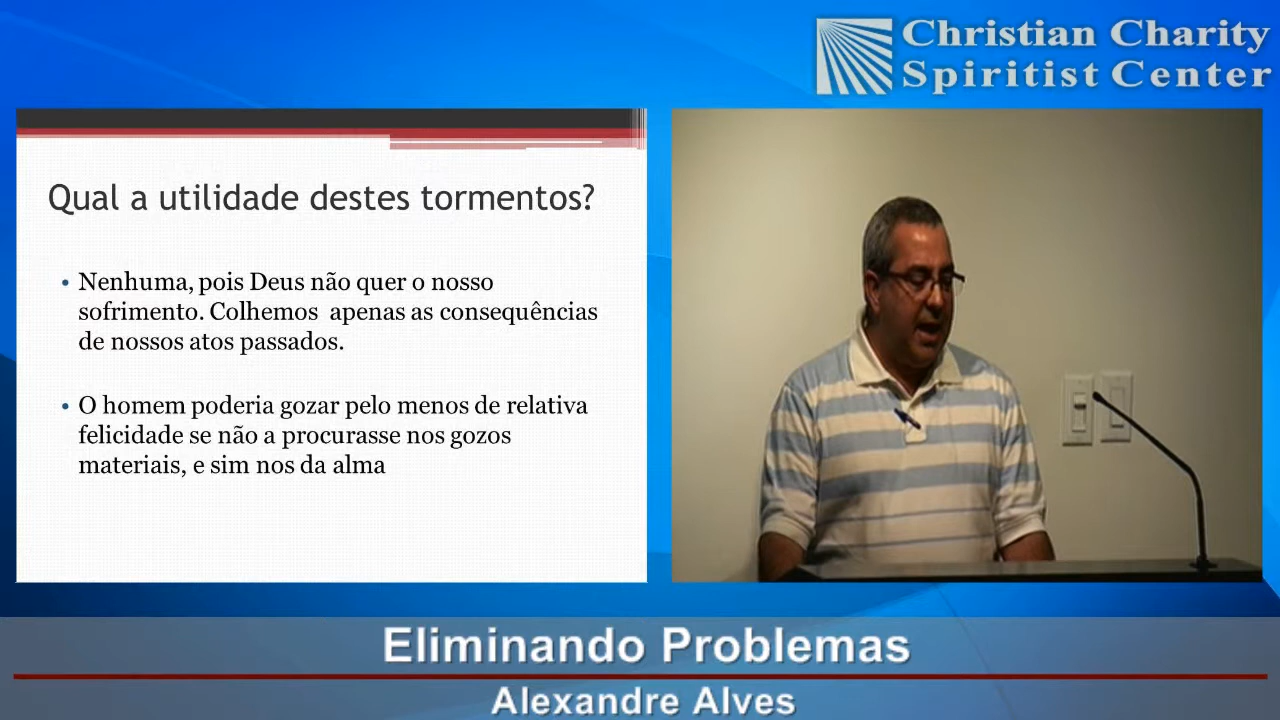 Christian Charity
Spiritist Center
Qual a utilidade destes tormentos?
• Nenhuma, pois Deus não quer o nosso
sofrimento. Colhemos apenas as consequências
de nossos atos passados.
• O homem poderia gozar pelo menos de relativa
felicidade se não a procurasse nos gozos
materiais, e sim nos da alma
Eliminando Problemas
Alexandre Alves